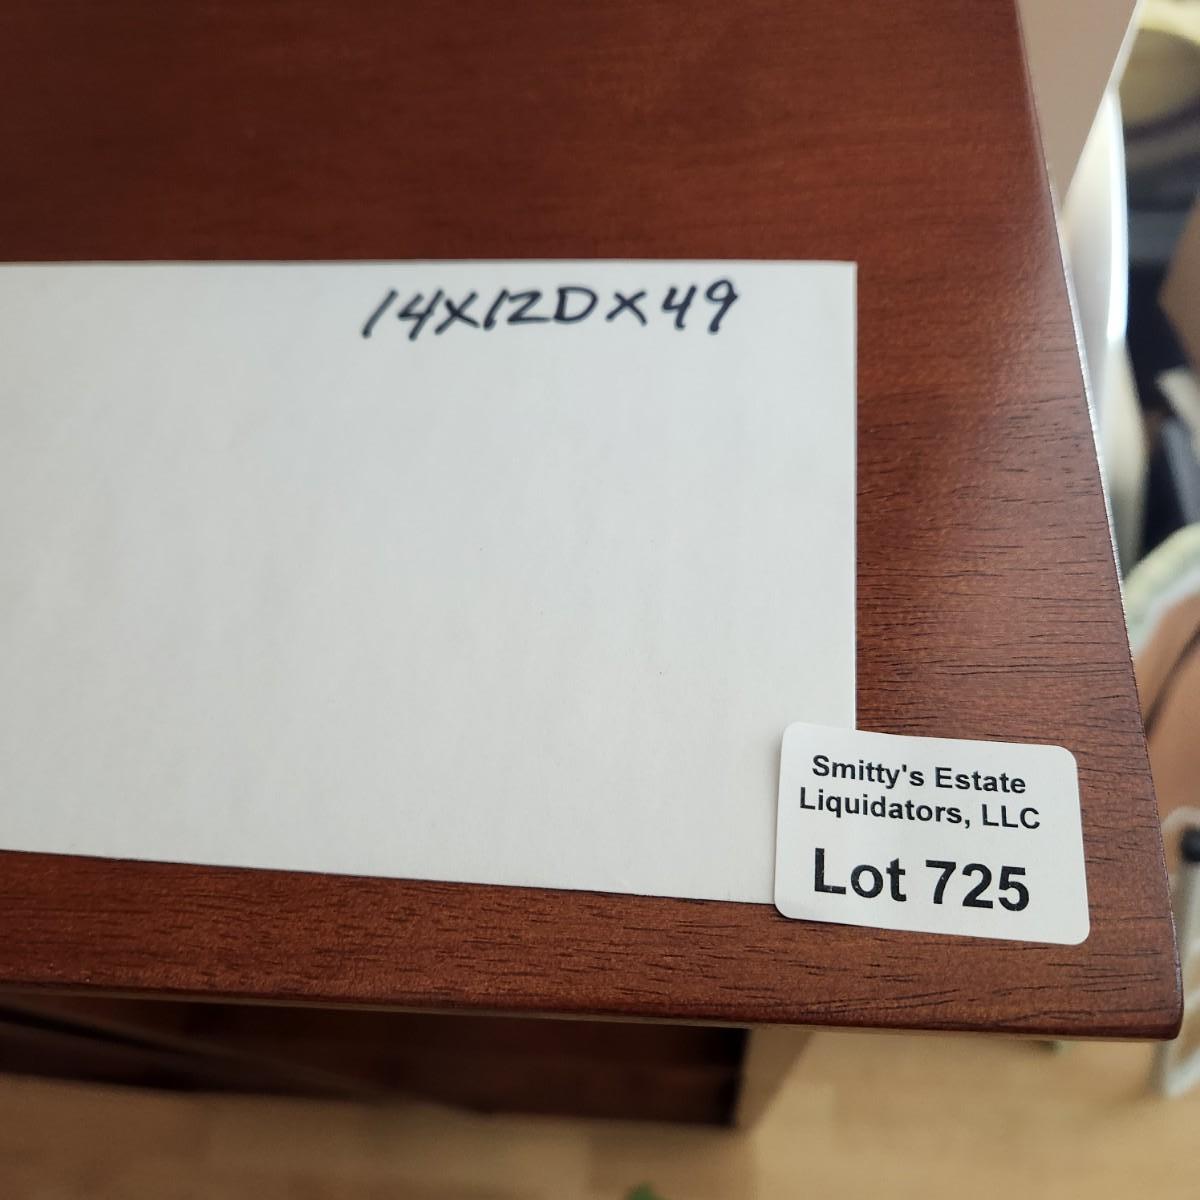 14X12DX49
Smitty's Estate
Liquidators, LLC
Lot 725